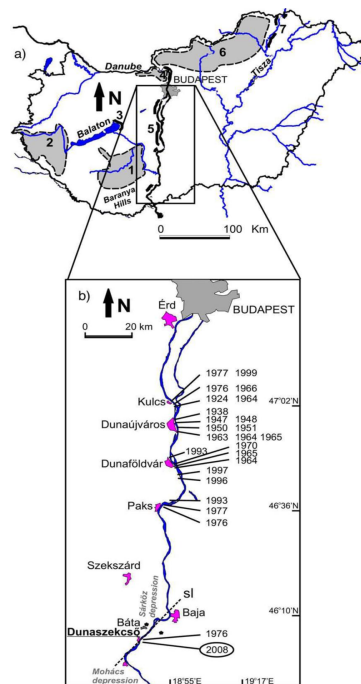 a)
Danube
BUDAPEST
6
7
Tisza
4
N
Balaton
3
2
5
1
Baranya
Hills
0 100 Km
b)
N
Érd
BUDAPEST
0 20 km
1977 1999
Kulcs
1976 1966
1924 1964
47°02'N
1938
Dunaújváros
1947 1948
1950 1951
1963 1964 1965
1970
1993
1965
Dunaföldvár
1964
1997
1996
1993
Paks
1977
46°36'N
1976
Szekszárd
Sárköz
depression
sl
Baja
46°10'N
Báta
Dunaszekcső
1976
2008
Mohács
depression
18°55'E 19°17'E